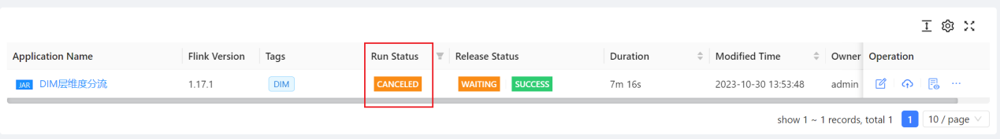 Application Name Flink Version Tags Run Status Release Status Duration Modified Time Owner Operation
JAR DIM层维度分流 1.17.1 DIM CANCELED WAITING SUCCESS 7m 16s 2023-10-30 13:53:48 admin
show 1 ~ 1 records, total 1 1 10 / page